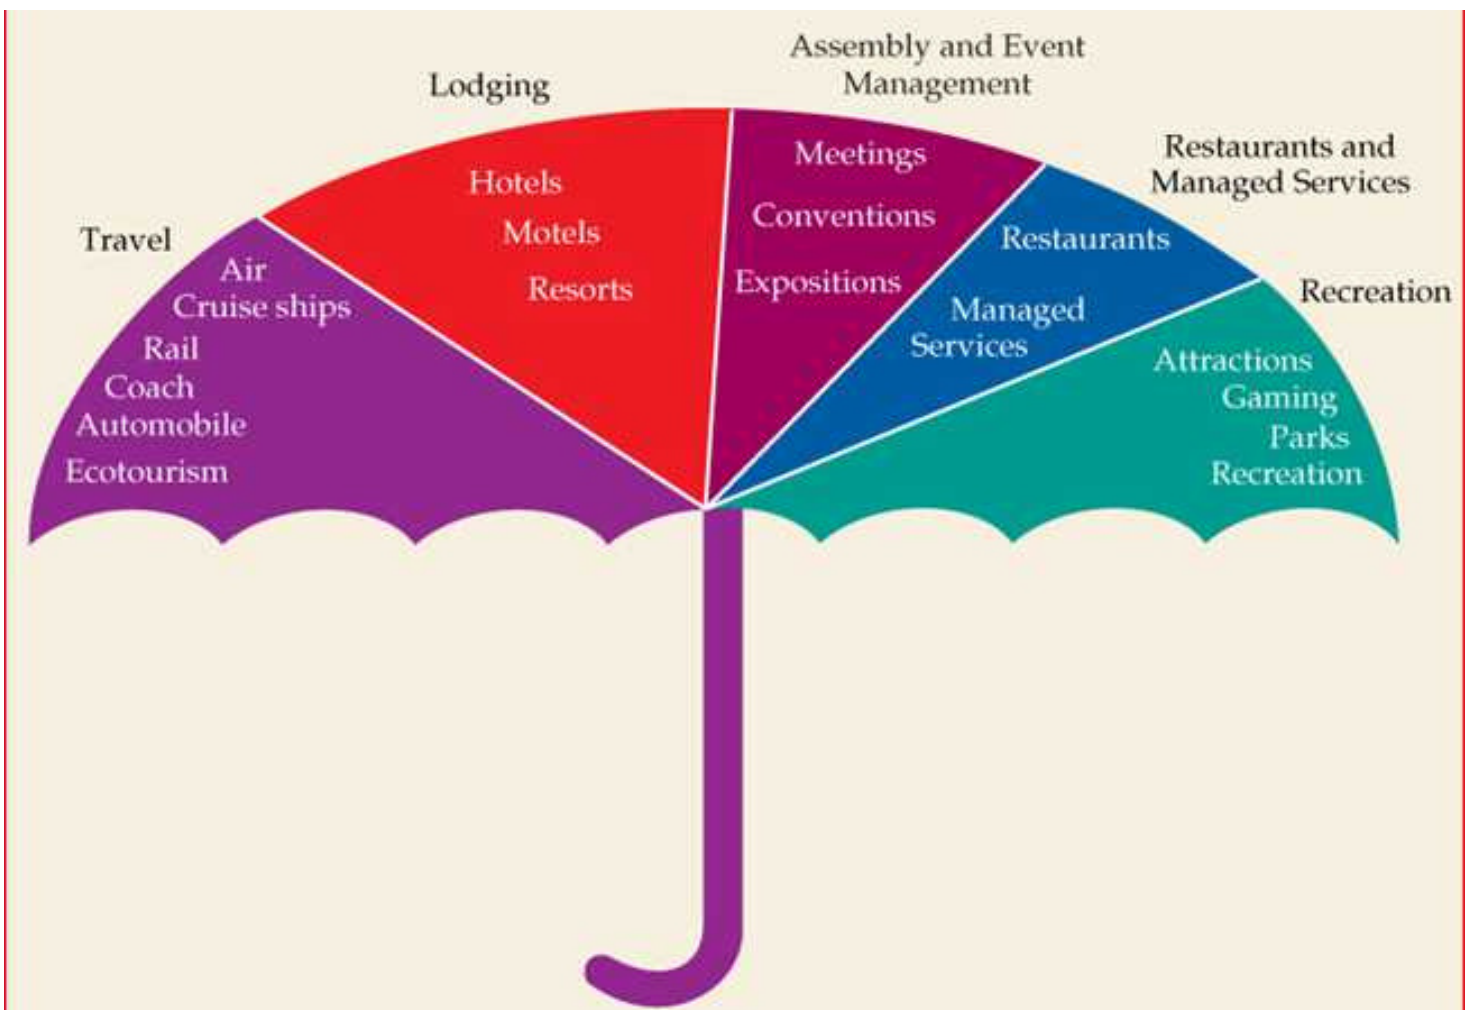 Travel
Air
Cruise ships
Rail
Coach
Automobile
Ecotourism
Lodging
Hotels
Motels
Resorts
Assembly and Event
Management
Meetings
Conventions
Expositions
Restaurants and
Managed Services
Restaurants
Managed
Services
Recreation
Attractions
Gaming
Parks
Recreation